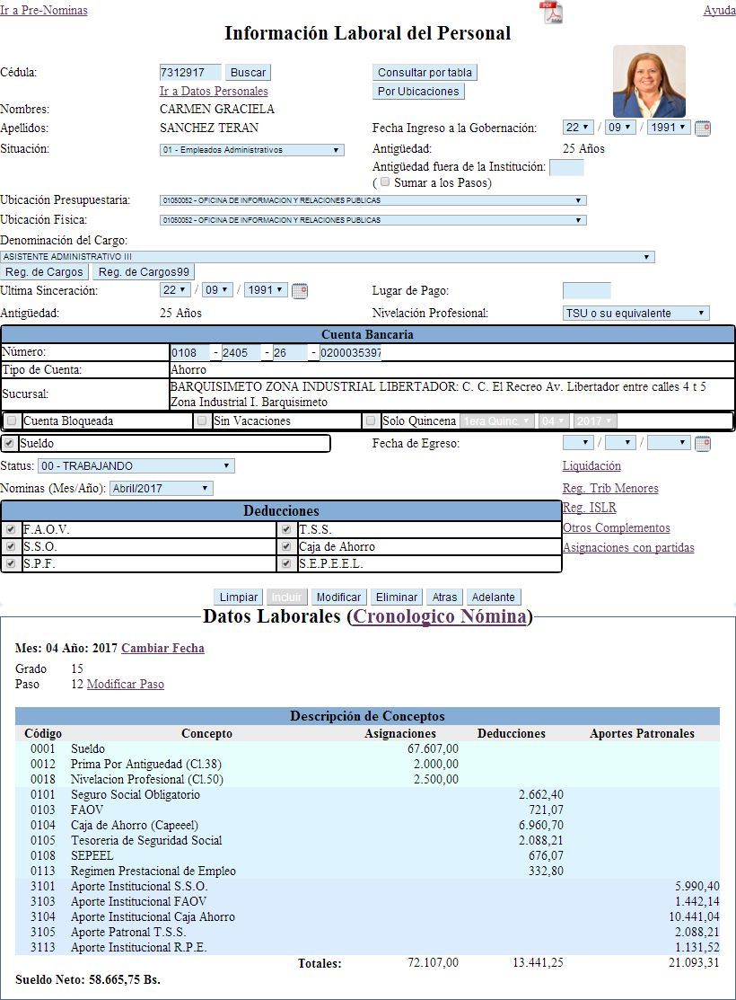 Ir a Pre-Nominas Ayuda
Información Laboral del Personal
Cédula: 7312917 Buscar Consultar por tabla
Ir a Datos Personales Por Ubicaciones
Nombres: CARMEN GRACIELA
Apellidos: SANCHEZ TERAN Fecha Ingreso a la Gobernación: 22 / 09 / 1991
Situación: 01 - Empleados Administrativos Antigüedad: 25 Años
Antigüedad fuera de la Institución:
( Sumar a los Pasos)
Ubicación Presupuestaria: 01050052 - OFICINA DE INFORMACION Y RELACIONES PUBLICAS
Ubicación Física: 01050052 - OFICINA DE INFORMACION Y RELACIONES PUBLICAS
Denominación del Cargo:
ASISTENTE ADMINISTRATIVO III
Reg. de Cargos Reg. de Cargos99
Ultima Sinceración: 22 / 09 / 1991 Lugar de Pago:
Antigüedad: 25 Años Nivelación Profesional: TSU o su equivalente
Cuenta Bancaria
Número: 0108 - 2405 - 26 - 0200035397
Tipo de Cuenta: Ahorro
Sucursal: BARQUISIMETO ZONA INDUSTRIAL LIBERTADOR: C. C. El Recreo Av. Libertador entre calles 4 t 5
Zona Industrial I. Barquisimeto
Cuenta Bloqueada Sin Vacaciones Solo Quincena 1era Quinc. 04 2017
Sueldo Fecha de Egreso: / /
Status: 00 - TRABAJANDO Liquidación
Nominas (Mes/Año): Abril/2017 Reg. Trib Menores
Deducciones Reg. ISLR
F.A.O.V. T.S.S. Otros Complementos
S.S.O. Caja de Ahorro Asignaciones con partidas
S.P.F. S.E.P.E.E.L.
Limpiar Incluir Modificar Eliminar Atras Adelante
Datos Laborales (Cronologico Nómina)
Mes: 04 Año: 2017 Cambiar Fecha
Grado 15
Paso 12 Modificar Paso
Descripción de Conceptos
Código Concepto Asignaciones Deducciones Aportes Patronales
0001 Sueldo 67.607,00
0012 Prima Por Antiguedad (Cl.38) 2.000,00
0018 Nivelacion Profesional (Cl.50) 2.500,00
0101 Seguro Social Obligatorio 2.662,40
0103 FAOV 721,07
0104 Caja de Ahorro (Capeeel) 6.960,70
0105 Tesoreria de Seguridad Social 2.088,21
0108 SEPEEL 676,07
0113 Regimen Prestacional de Empleo 332,80
3101 Aporte Institucional S.S.O. 5.990,40
3103 Aporte Institucional FAOV 1.442,14
3104 Aporte Institucional Caja Ahorro 10.441,04
3105 Aporte Patronal T.S.S. 2.088,21
3113 Aporte Institucional R.P.E. 1.131,52
Totales: 72.107,00 13.441,25 21.093,31
Sueldo Neto: 58.665,75 Bs.